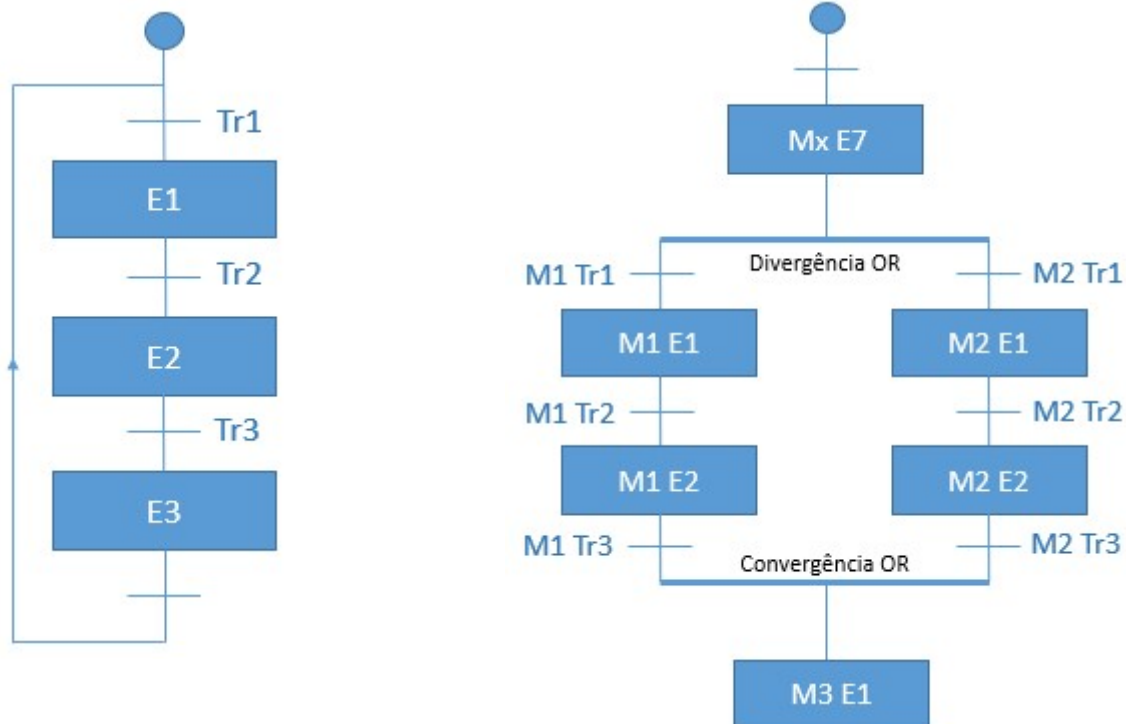 Tr1
E1
Tr2
E2
Tr3
E3
Mx E7
Divergência OR
M1 Tr1
M2 Tr1
M1 E1
M2 E1
M1 Tr2
M2 Tr2
M1 E2
M2 E2
M1 Tr3
M2 Tr3
Convergência OR
M3 E1